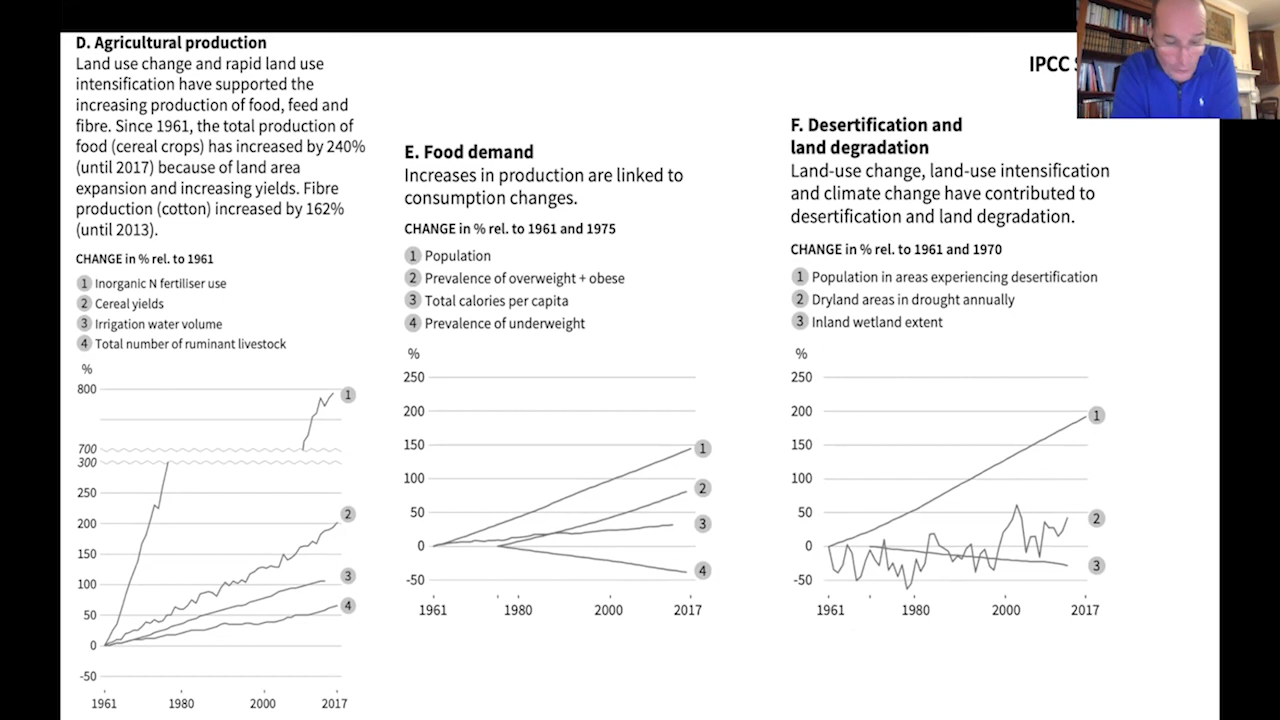 D. Agricultural production
Land use change and rapid land use
intensification have supported the
increasing production of food, feed and
fibre. Since 1961, the total production of
food (cereal crops) has increased by 240%
(until 2017) because of land area
expansion and increasing yields. Fibre
production (cotton) increased by 162%
(until 2013).
CHANGE in % rel. to 1961
1 Inorganic N fertiliser use
2 Cereal yields
3 Irrigation water volume
4 Total number of ruminant livestock
%
800
1
700
300
250
200
2
150
100
3
50
4
0
-50
1961 1980 2000 2017
E. Food demand
Increases in production are linked to
consumption changes.
CHANGE in % rel. to 1961 and 1975
1 Population
2 Prevalence of overweight + obese
3 Total calories per capita
4 Prevalence of underweight
%
250
200
150
1
100
2
50
3
0
4
-50
1961 1980 2000 2017
IPCC
F. Desertification and
land degradation
Land-use change, land-use intensification
and climate change have contributed to
desertification and land degradation.
CHANGE in % rel. to 1961 and 1970
1 Population in areas experiencing desertification
2 Dryland areas in drought annually
3 Inland wetland extent
%
250
200
1
150
100
50
2
0
3
-50
1961 1980 2000 2017